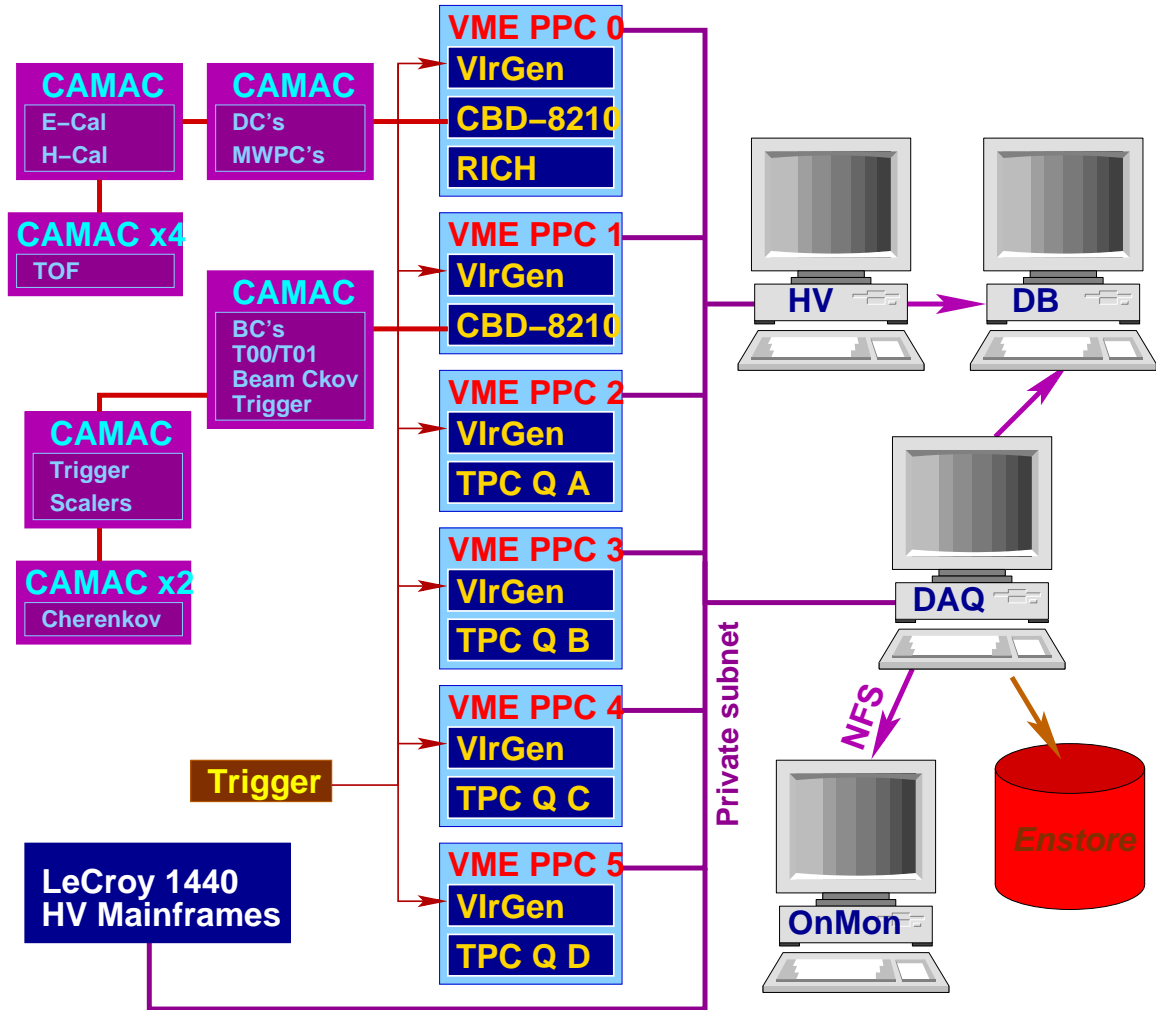 CAMAC
E−Cal
H−Cal
CAMAC
DC's
MWPC's
CAMAC x4
TOF
CAMAC
BC's
T00/T01
Beam Ckov
Trigger
CAMAC
Trigger
Scalers
CAMAC x2
Cherenkov
Trigger
LeCroy 1440
HV Mainframes
VME PPC 0
VIrGen
CBD−8210
RICH
VME PPC 1
VIrGen
CBD−8210
VME PPC 2
VIrGen
TPC Q A
VME PPC 3
VIrGen
TPC Q B
VME PPC 4
VIrGen
TPC Q C
VME PPC 5
VIrGen
TPC Q D
Private subnet
HV
DB
DAQ
NFS
OnMon
Enstore